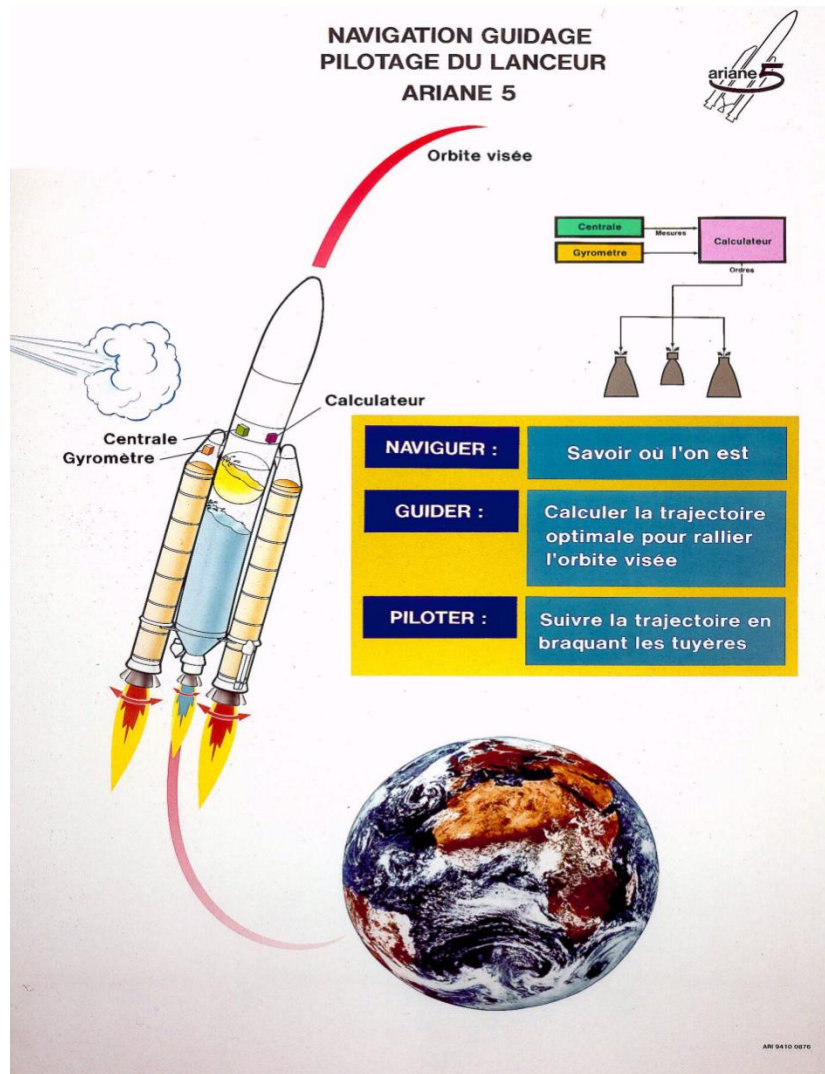 NAVIGATION GUIDAGE
PILOTAGE DU LANCEUR
ARIANE 5
ariane 5
Orbite visée
Centrale
Mesures
Calculateur
Gyromètre
Ordres
Calculateur
Centrale
Gyromètre
NAVIGUER :
Savoir où l'on est
GUIDER :
Calculer la trajectoire
optimale pour rallier
l'orbite visée
PILOTER :
Suivre la trajectoire en
braquant les tuyères
ARI 9410 0876